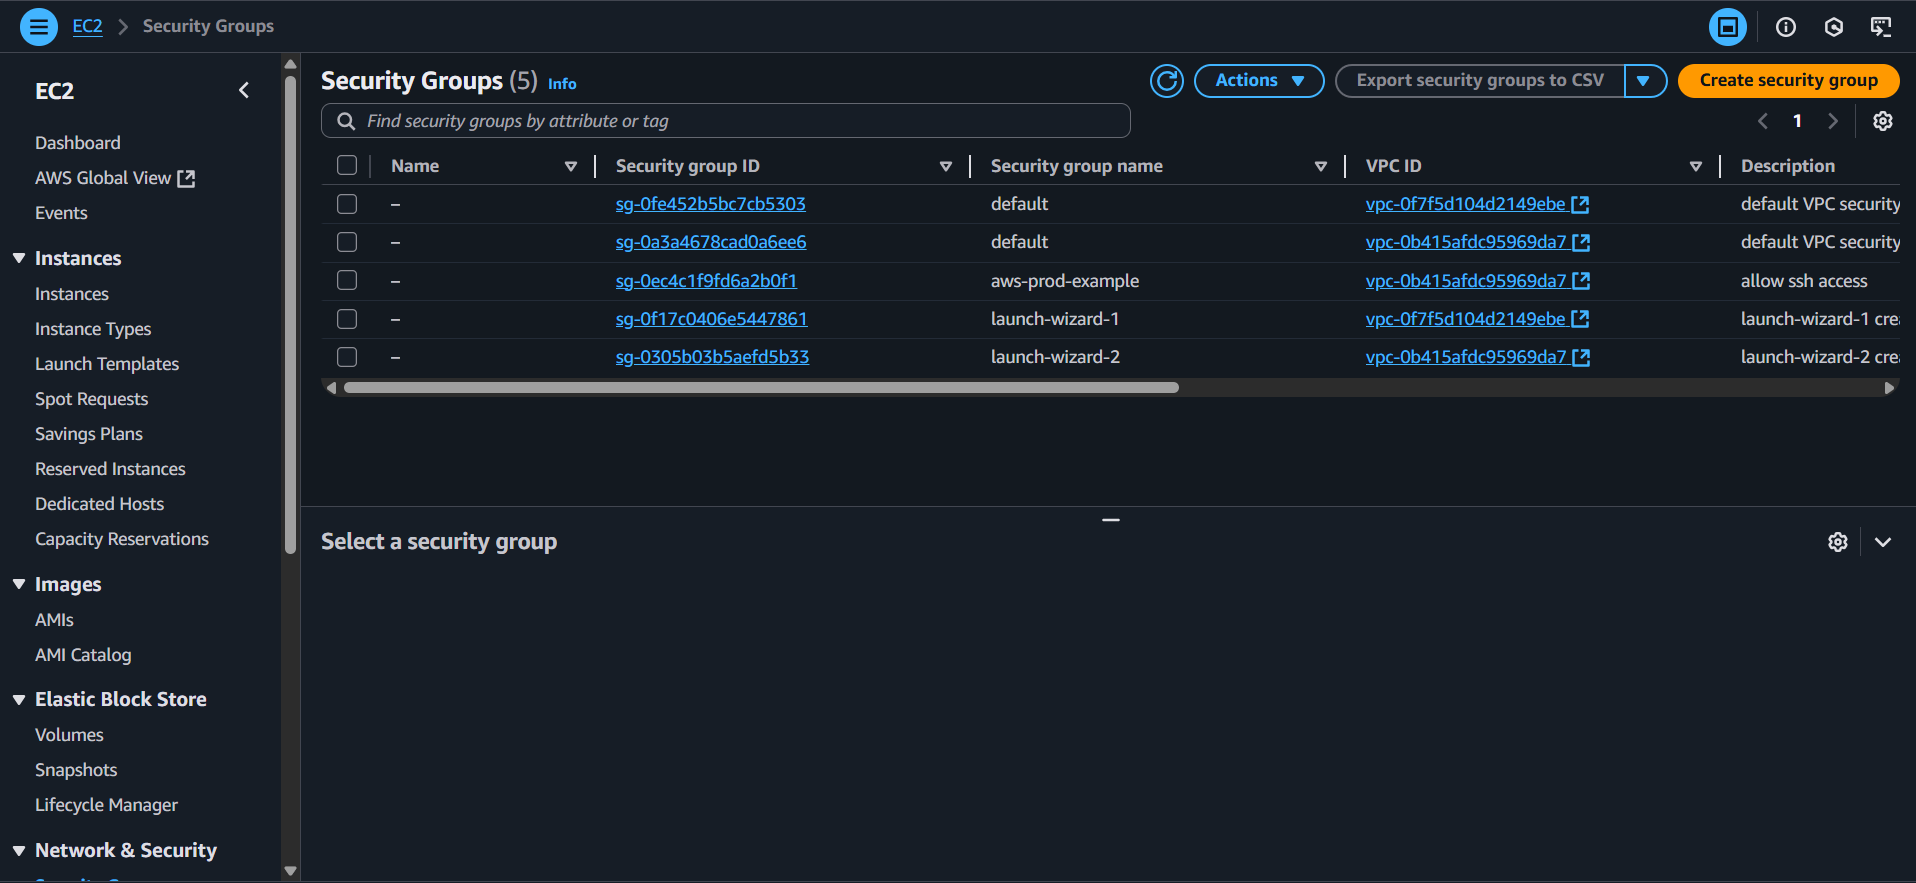 EC2 > Security Groups
EC2
Dashboard
AWS Global View
Events
Instances
Instances
Instance Types
Launch Templates
Spot Requests
Savings Plans
Reserved Instances
Dedicated Hosts
Capacity Reservations
Images
AMIs
AMI Catalog
Elastic Block Store
Volumes
Snapshots
Lifecycle Manager
Network & Security
Security Groups (5) Info
Actions
Export security groups to CSV
Create security group
Find security groups by attribute or tag
1
Name Security group ID Security group name VPC ID Description
– sg-0fe452b5bc7cb5303 default vpc-0f7f5d104d2149ebe default VPC security
– sg-0a3a4678cad0a6ee6 default vpc-0b415afdc95969da7 default VPC security
– sg-0ec4c1f9fd6a2b0f1 aws-prod-example vpc-0b415afdc95969da7 allow ssh access
– sg-0f17c0406e5447861 launch-wizard-1 vpc-0f7f5d104d2149ebe launch-wizard-1 crea
– sg-0305b03b5aefd5b33 launch-wizard-2 vpc-0b415afdc95969da7 launch-wizard-2 crea
Select a security group